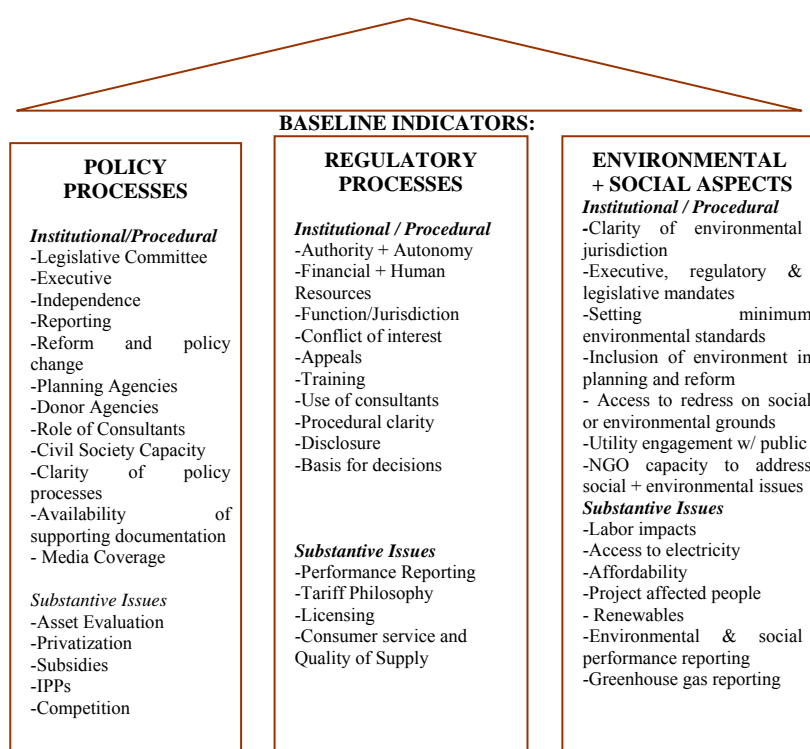 BASELINE INDICATORS:
POLICY
PROCESSES
Institutional/Procedural
-Legislative Committee
-Executive
-Independence
-Reporting
-Reform and policy
change
-Planning Agencies
-Donor Agencies
-Role of Consultants
-Civil Society Capacity
-Clarity of policy
processes
-Availability of
supporting documentation
- Media Coverage
Substantive Issues
-Asset Evaluation
-Privatization
-Subsidies
-IPPs
-Competition
REGULATORY
PROCESSES
Institutional / Procedural
-Authority + Autonomy
-Financial + Human
Resources
-Function/Jurisdiction
-Conflict of interest
-Appeals
-Training
-Use of consultants
-Procedural clarity
-Disclosure
-Basis for decisions
Substantive Issues
-Performance Reporting
-Tariff Philosophy
-Licensing
-Consumer service and
Quality of Supply
ENVIRONMENTAL
+ SOCIAL ASPECTS
Institutional / Procedural
-Clarity of environmental
jurisdiction
-Executive, regulatory &
legislative mandates
-Setting minimum
environmental standards
-Inclusion of environment in
planning and reform
- Access to redress on social
or environmental grounds
-Utility engagement w/ public
-NGO capacity to address
social + environmental issues
Substantive Issues
-Labor impacts
-Access to electricity
-Affordability
-Project affected people
- Renewables
-Environmental & social
performance reporting
-Greenhouse gas reporting